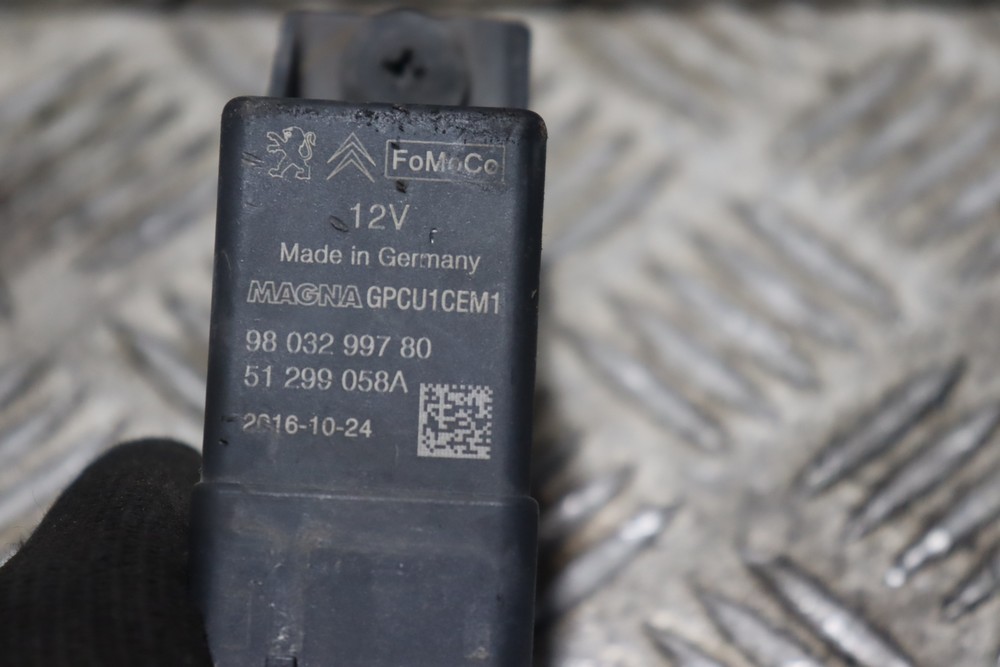 FoMoCo
12V
Made in Germany
MAGNA GPCU1CEM1
98 032 997 80
51 299 058A
2016-10-24